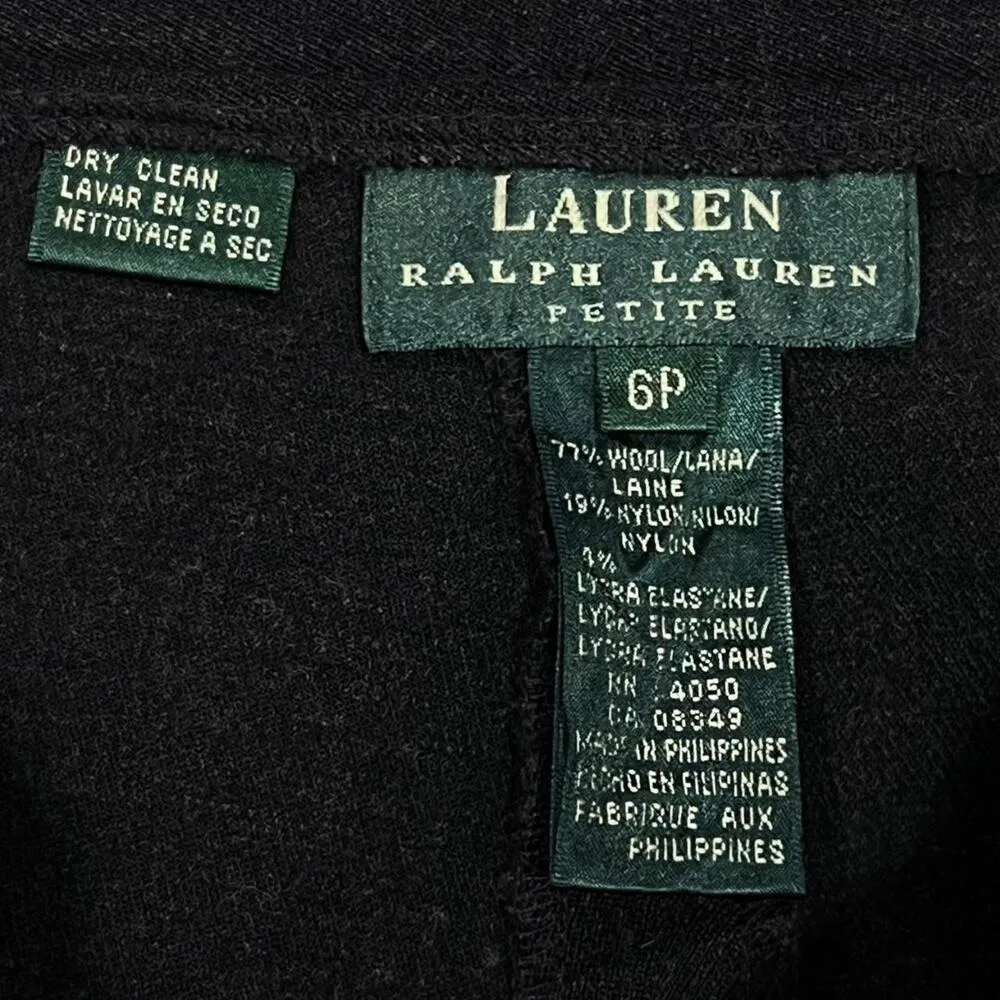 DRY CLEAN
LAVAR EN SECO
NETTOYAGE A SEC
LAUREN
RALPH LAUREN
PETITE
6P
77% WOOL/LANA/
LAINE
19% NYLON/NILON/
NYLON
4%
LYCRA ELASTANE/
LYCRA ELASTANO/
LYCRA ELASTANE
RN 4050
CA 08349
MADE IN PHILIPPINES
HECHO EN FILIPINAS
FABRIQUE AUX
PHILIPPINES